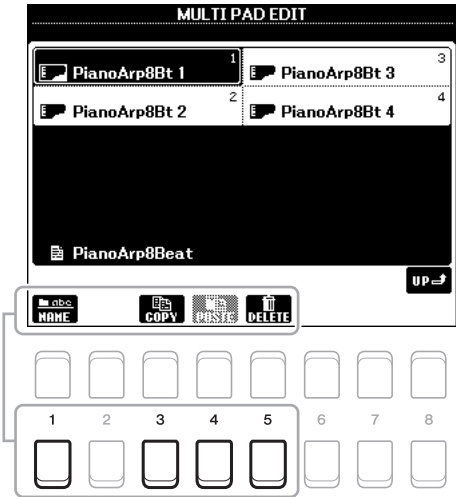 MULTI PAD EDIT
1
PianoArp8Bt 1
3
PianoArp8Bt 3
2
PianoArp8Bt 2
4
PianoArp8Bt 4
PianoArp8Beat
UP
abc
NAME
COPY
PASTE
DELETE
1 2 3 4 5 6 7 8